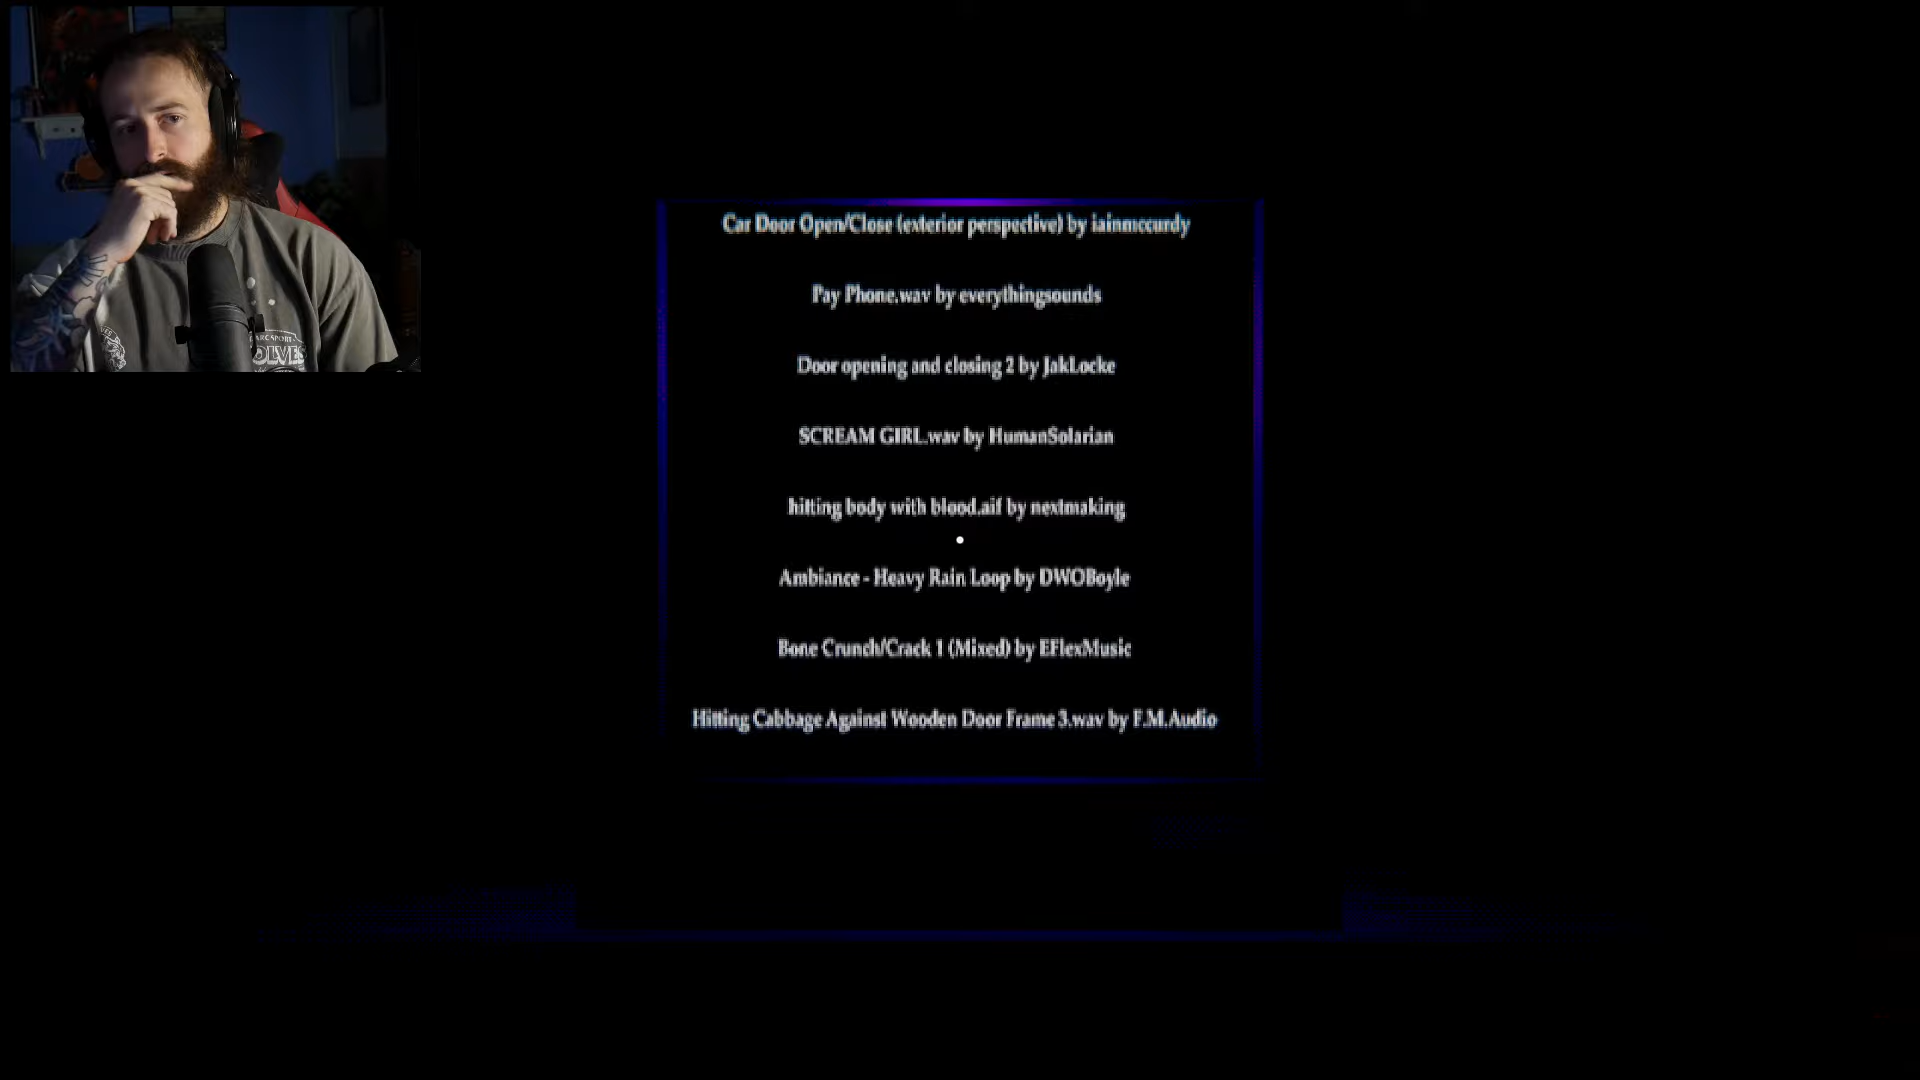 Car Door Open/Close (exterior perspective) by iainmccurdy
Pay Phone.wav by everythingsounds
Door opening and closing 2 by JakLocke
SCREAM GIRL.wav by HumanSolarian
hitting body with blood.aif by nextmaking
Ambiance - Heavy Rain Loop by DWOBoyle
Bone Crunch/Crack 1 (Mixed) by EFlexMusic
Hitting Cabbage Against Wooden Door Frame 3.wav by F.M.Audio